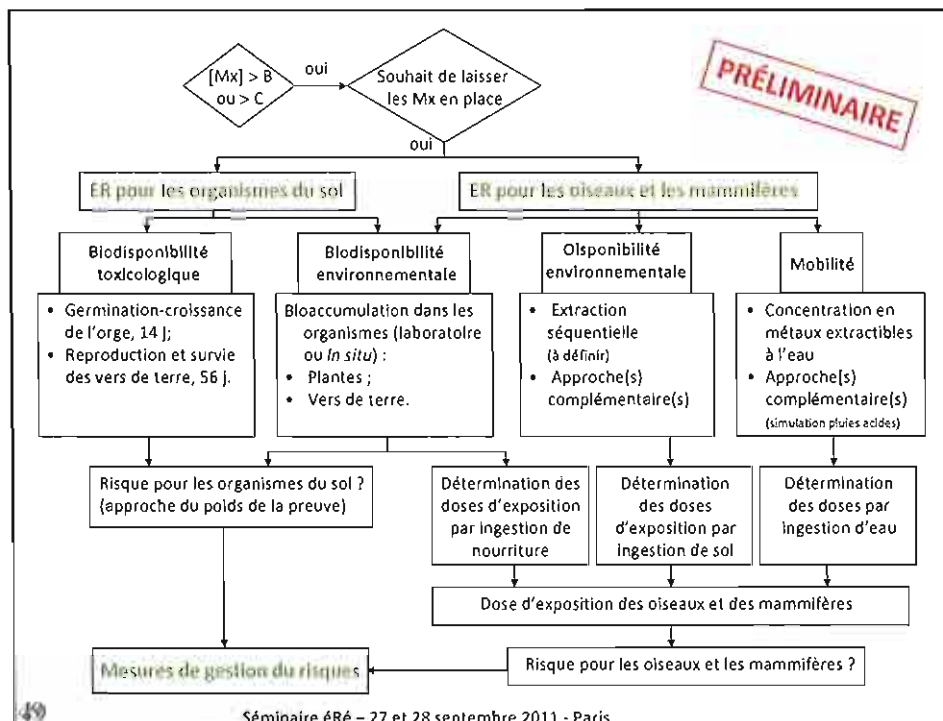 [Mx] > B
ou > C
oui
Souhait de laisser
les Mx en place
PRÉLIMINAIRE
oui
ER pour les organismes du sol
ER pour les oiseaux et les mammifères
Biodisponibilité
toxicologique
• Germination-croissance
de l'orge, 14 j;
• Reproduction et survie
des vers de terre, 56 j.
Biodisponibilité
environnementale
Bioaccumulation dans les
organismes (laboratoire
ou In situ) :
• Plantes ;
• Vers de terre.
Disponibilité
environnementale
• Extraction
séquentielle
(à définir)
• Approche(s)
complémentaire(s)
Mobilité
• Concentration en
métaux extractibles
à l'eau
• Approche(s)
complémentaire(s)
(simulation pluies acides)
Risque pour les organismes du sol ?
(approche du poids de la preuve)
Détermination des
doses d'exposition
par ingestion de
nourriture
Détermination
des doses
d'exposition par
ingestion de sol
Détermination
des doses par
ingestion d'eau
Dose d'exposition des oiseaux et des mammifères
Mesures de gestion du risques
Risque pour les oiseaux et les mammifères ?
49
Séminaire éRé – 27 et 28 septembre 2011 - Paris